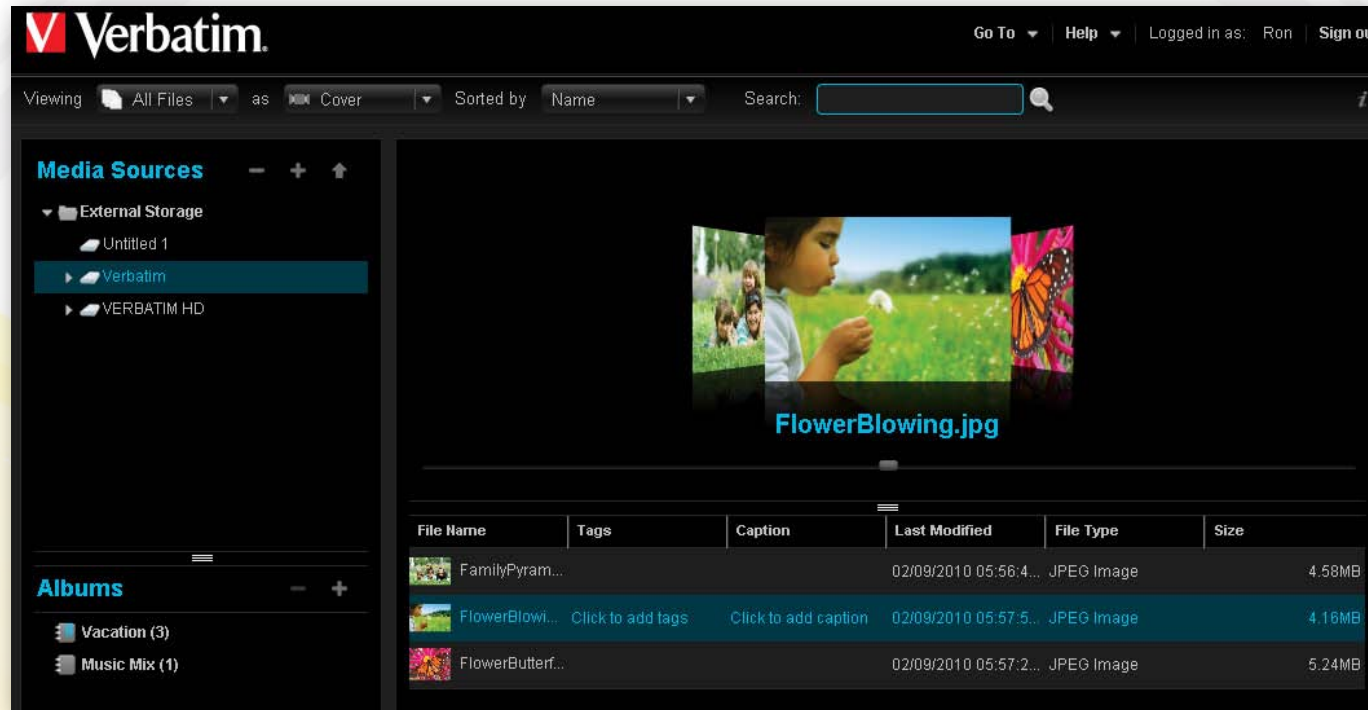 Verbatim.
Go To Help Logged in as: Ron Sign ou
Viewing All Files as Cover Sorted by Name Search:
Media Sources
External Storage
Untitled 1
Verbatim
VERBATIM HD
FlowerBlowing.jpg
File Name Tags Caption Last Modified File Type Size
FamilyPyram... 02/09/2010 05:56:4... JPEG Image 4.58MB
FlowerBlowi... Click to add tags Click to add caption 02/09/2010 05:57:5... JPEG Image 4.16MB
FlowerButterf... 02/09/2010 05:57:2... JPEG Image 5.24MB
Albums
Vacation (3)
Music Mix (1)